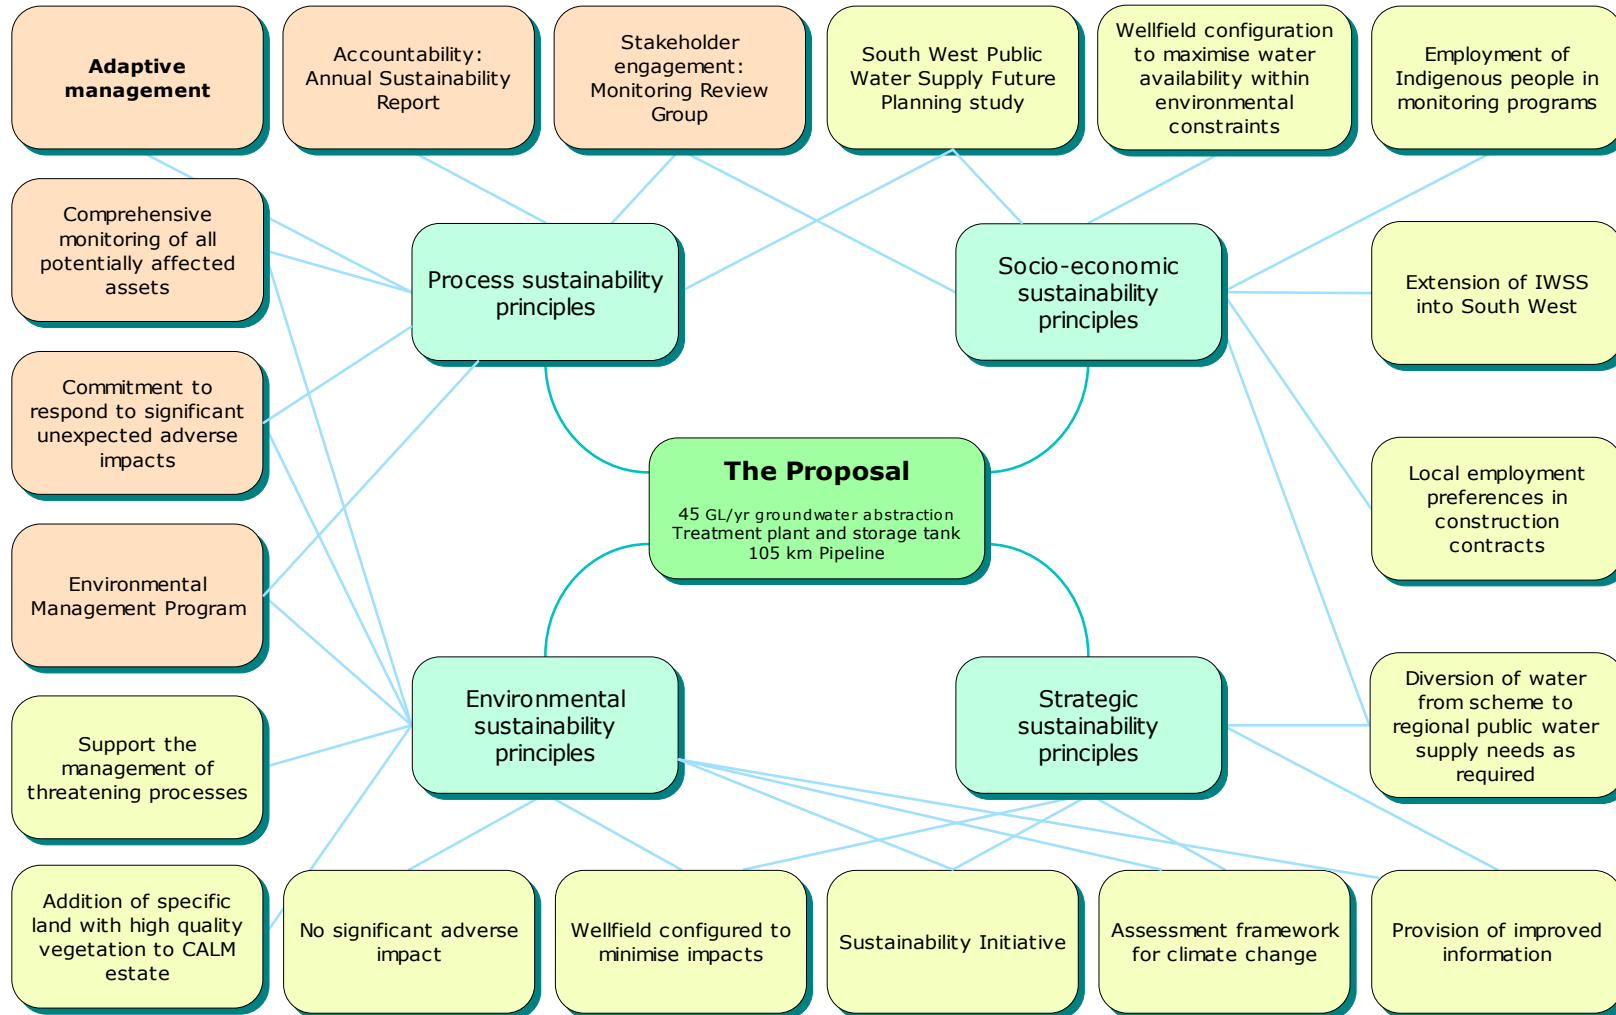 Adaptive
management
Accountability:
Annual Sustainability
Report
Stakeholder
engagement:
Monitoring Review
Group
South West Public
Water Supply Future
Planning study
Wellfield configuration
to maximise water
availability within
environmental
constraints
Employment of
Indigenous people in
monitoring programs
Comprehensive
monitoring of all
potentially affected
assets
Process sustainability
principles
Socio-economic
sustainability
principles
Extension of IWSS
into South West
Commitment to
respond to significant
unexpected adverse
impacts
The Proposal
45 GL/yr groundwater abstraction
Treatment plant and storage tank
105 km Pipeline
Local employment
preferences in
construction
contracts
Environmental
Management Program
Environmental
sustainability
principles
Strategic
sustainability
principles
Diversion of water
from scheme to
regional public water
supply needs as
required
Support the
management of
threatening processes
Addition of specific
land with high quality
vegetation to CALM
estate
No significant adverse
impact
Wellfield configured to
minimise impacts
Sustainability Initiative
Assessment framework
for climate change
Provision of improved
information